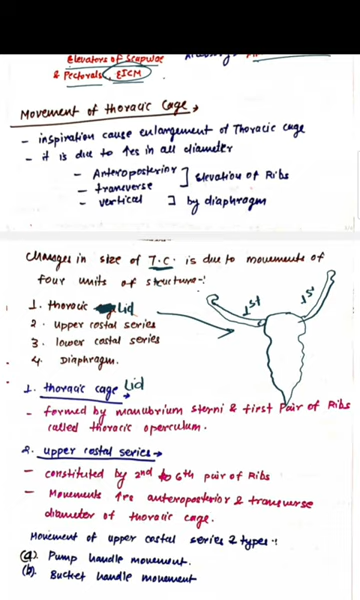 Elevators of Scapulae
& Pectorals, EICM
Movement of Thoracic Cage
- inspiration cause enlargement of Thoracic cage
- it is due to ↑es in all diameter
- Anteroposterior ] elevation of Ribs
- transverse
- vertical ] by diaphragm
Changes in size of T.C. is due to movements of
four units of structure:-
1. thoracic Lid
2. upper costal series
3. lower costal series
4. Diaphragm.
1st
1st
1. thoracic cage Lid
- formed by manubrium sterni & first Pair of Ribs
called thoracic operculum.
2. upper costal series
- constituted by 2nd to 6th pair of Ribs
- Movements ↑es anteroposterior & transverse
diameter of thoracic cage.
Movement of upper costal series 2 types:-
(a). Pump handle movement.
(b). Bucket handle movement